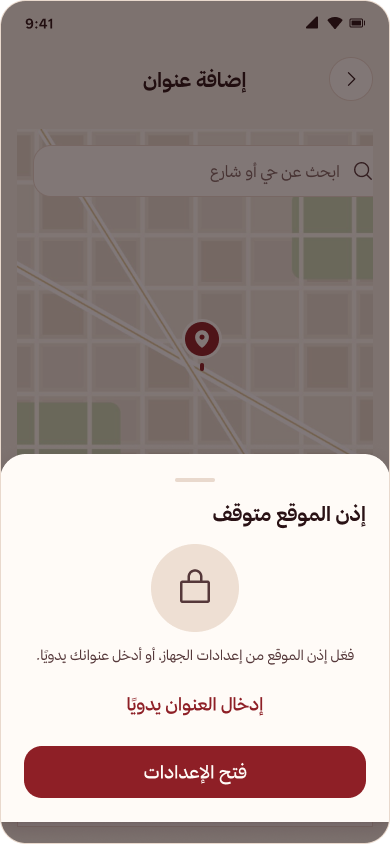 9:41
إضافة عنوان
ابحث عن حي أو شارع
إذن الموقع متوقف
فعّل إذن الموقع من إعدادات الجهاز، أو أدخل عنوانك يدويًا.
إدخال العنوان يدويًا
فتح الإعدادات